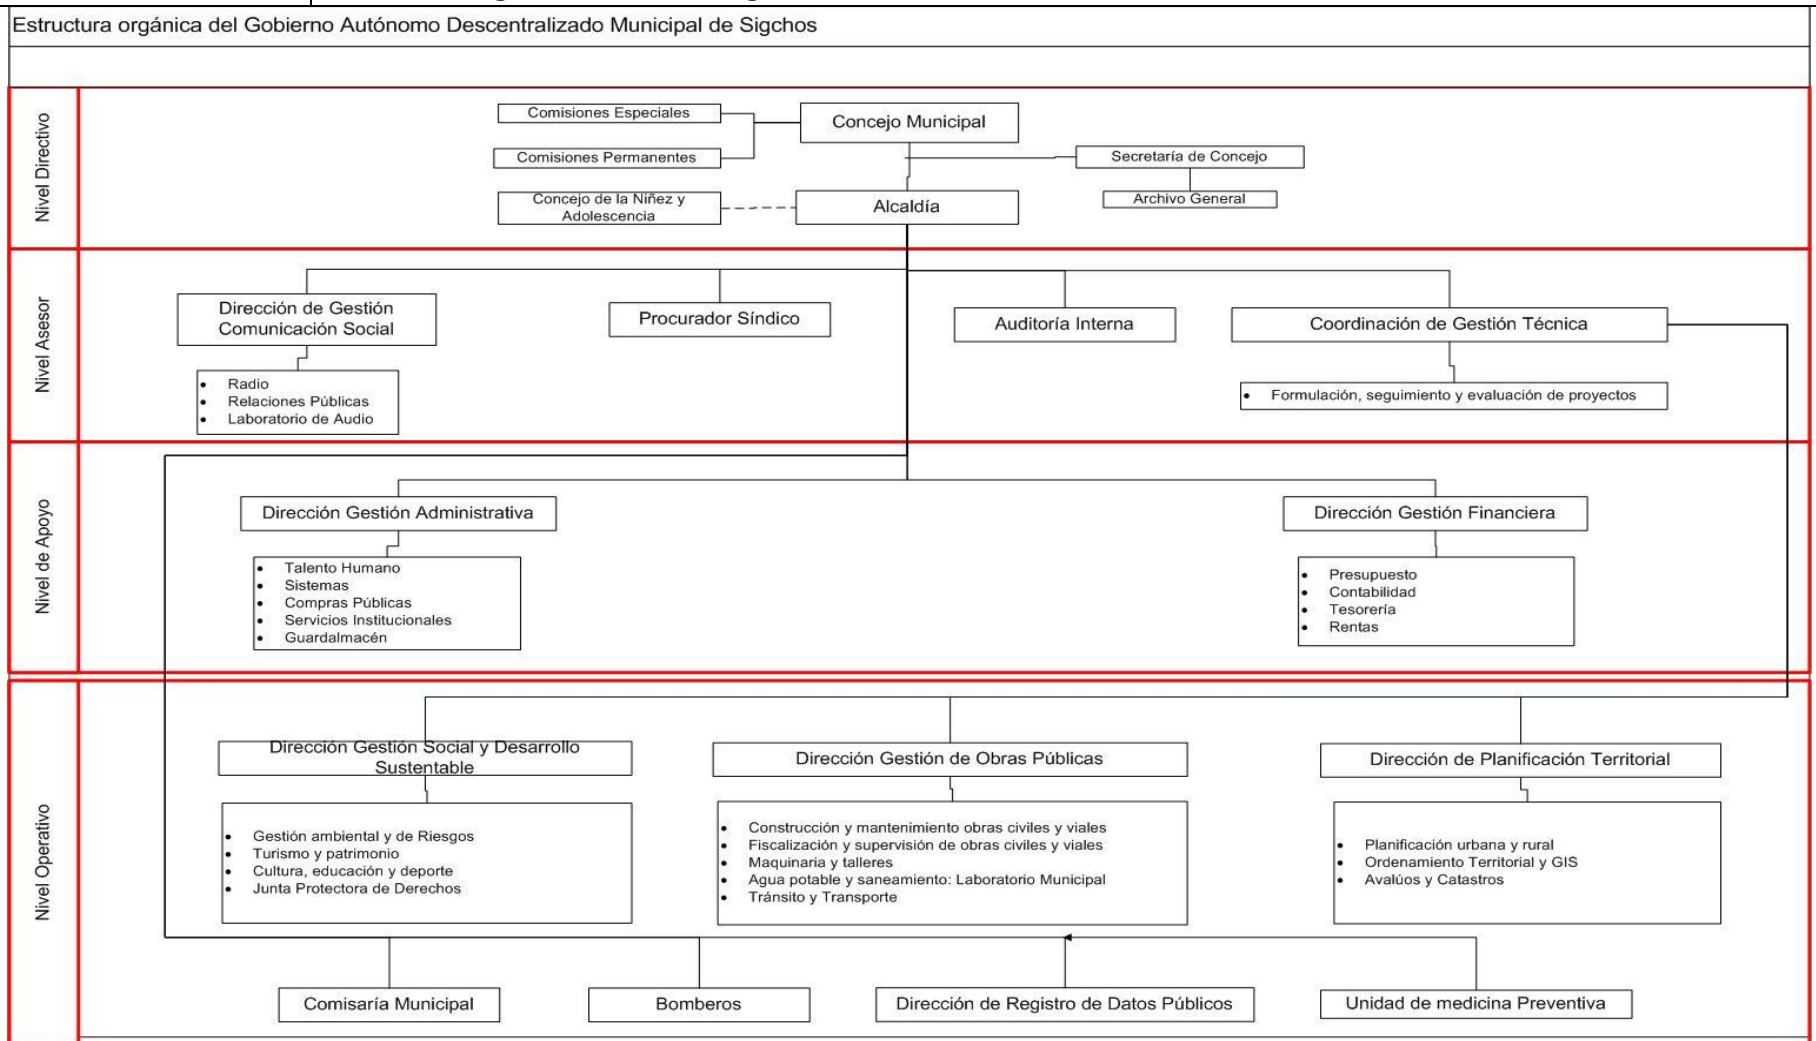 Estructura orgánica del Gobierno Autónomo Descentralizado Municipal de Sigchos
Nivel Directivo
Comisiones Especiales
Concejo Municipal
Comisiones Permanentes
Secretaría de Concejo
Concejo de la Niñez y
Adolescencia
Alcaldía
Archivo General
Nivel Asesor
Dirección de Gestión
Comunicación Social
Procurador Síndico
Auditoría Interna
Coordinación de Gestión Técnica
• Radio
• Relaciones Públicas
• Laboratorio de Audio
• Formulación, seguimiento y evaluación de proyectos
Nivel de Apoyo
Dirección Gestión Administrativa
Dirección Gestión Financiera
• Talento Humano
• Sistemas
• Compras Públicas
• Servicios Institucionales
• Guardalmacén
• Presupuesto
• Contabilidad
• Tesorería
• Rentas
Nivel Operativo
Dirección Gestión Social y Desarrollo
Sustentable
Dirección Gestión de Obras Públicas
Dirección de Planificación Territorial
• Gestión ambiental y de Riesgos
• Turismo y patrimonio
• Cultura, educación y deporte
• Junta Protectora de Derechos
• Construcción y mantenimiento obras civiles y viales
• Fiscalización y supervisión de obras civiles y viales
• Maquinaria y talleres
• Agua potable y saneamiento: Laboratorio Municipal
• Tránsito y Transporte
• Planificación urbana y rural
• Ordenamiento Territorial y GIS
• Avalúos y Catastros
Comisaría Municipal
Bomberos
Dirección de Registro de Datos Públicos
Unidad de medicina Preventiva